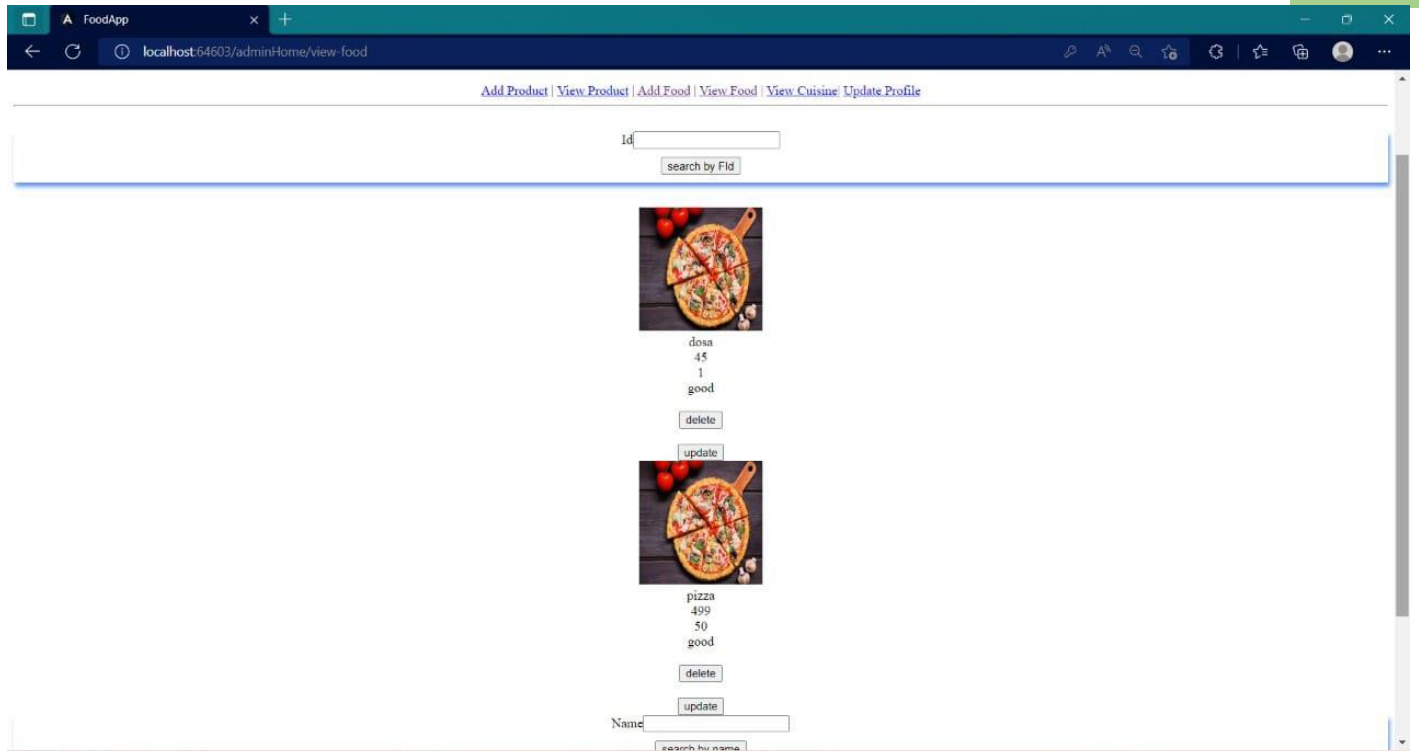 FoodApp
localhost:64603/adminHome/view-food
Add Product | View Product | Add Food | View Food | View Cuisine| Update Profile
Id
search by FId
dosa
45
1
good
delete
update
pizza
499
50
good
delete
update
Name
search by name